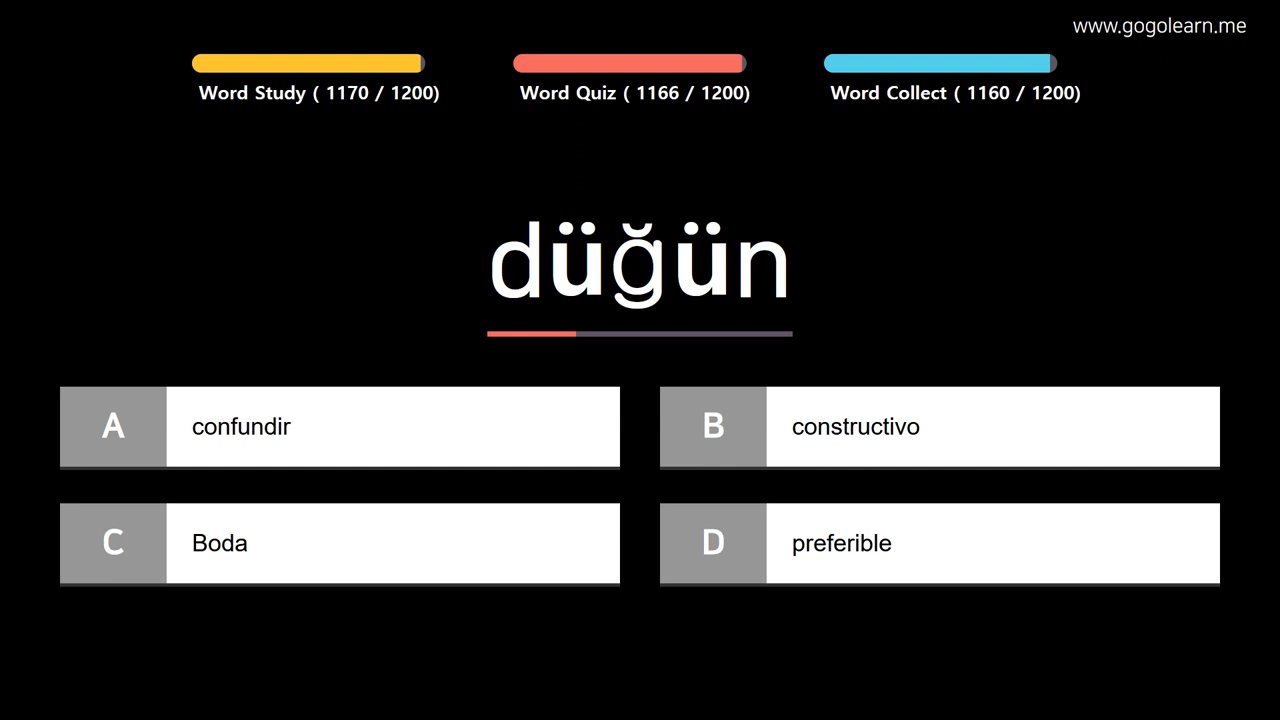 www.gogolearn.me
Word Study ( 1170 / 1200)
Word Quiz ( 1166 / 1200)
Word Collect ( 1160 / 1200)
düğün
A confundir
B constructivo
C Boda
D preferible